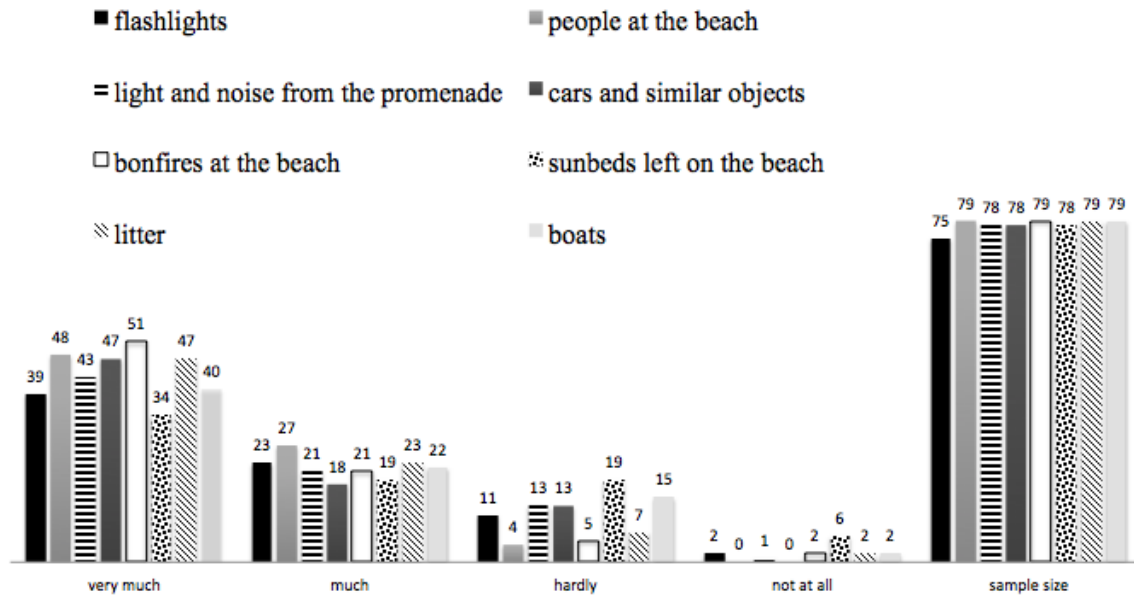 flashlights people at the beach
light and noise from the promenade cars and similar objects
bonfires at the beach sunbeds left on the beach
litter boats
39 48 43 47 51 34 47 40
23 27 21 18 21 19 23 22
11 4 13 13 5 19 7 15
2 0 1 0 2 6 2 2
75 79 78 78 79 78 79 79
very much much hardly not at all sample size